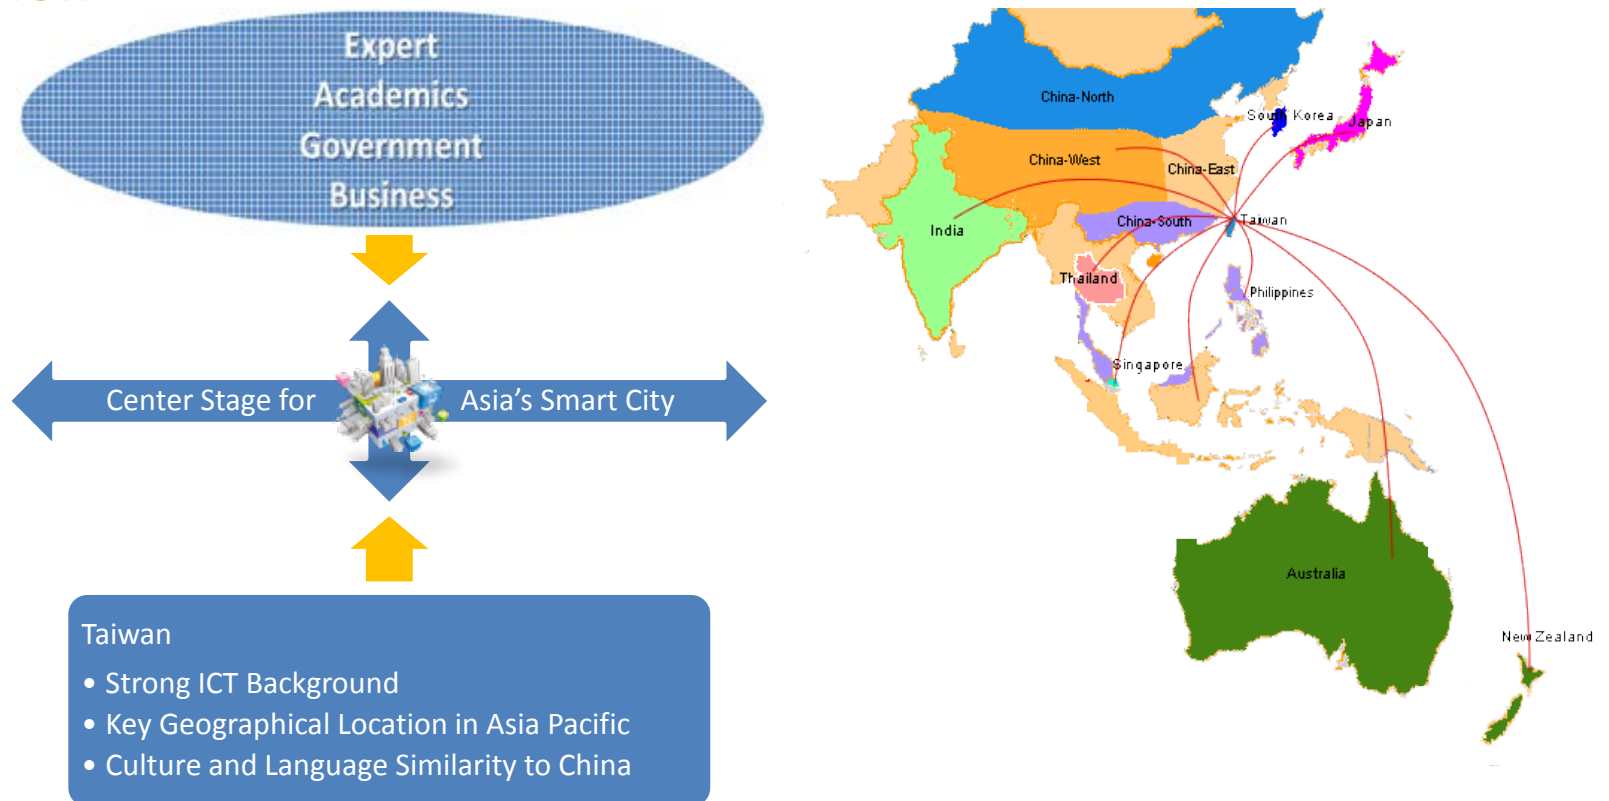 Expert
Academics
Government
Business
Center Stage for Asia's Smart City
Taiwan
• Strong ICT Background
• Key Geographical Location in Asia Pacific
• Culture and Language Similarity to China
China-North
South Korea
Japan
China-West
China-East
India
China-South
Taiwan
Thailand
Philippines
Singapore
Australia
New Zealand